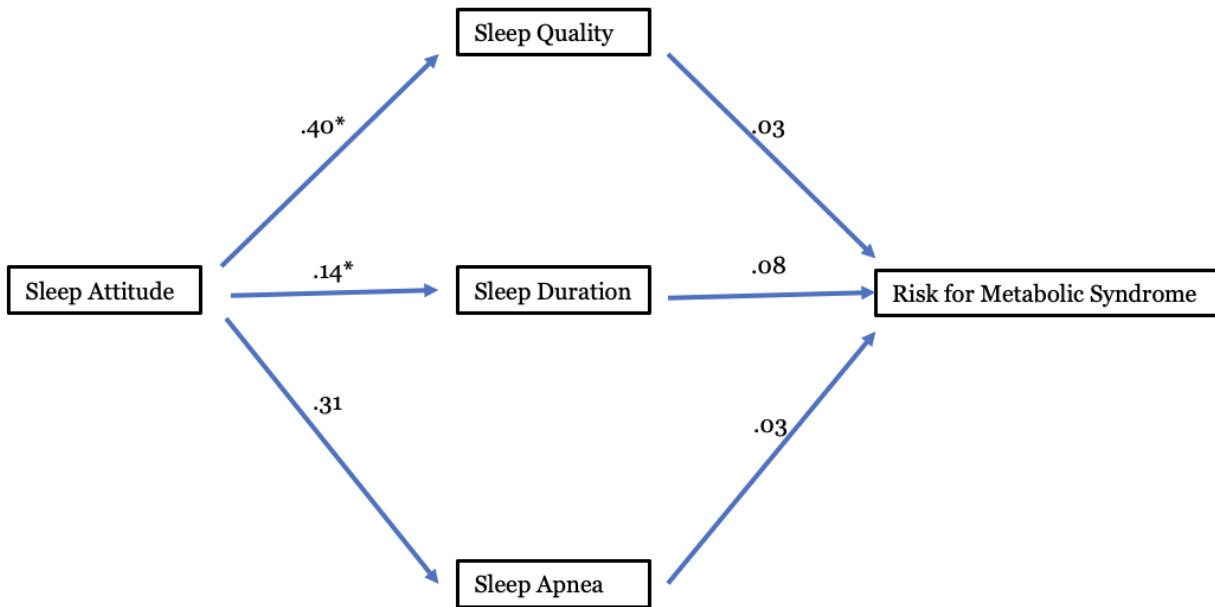 Sleep Quality
.40*
.03
Sleep Attitude
.14*
Sleep Duration
.08
Risk for Metabolic Syndrome
.31
.03
Sleep Apnea